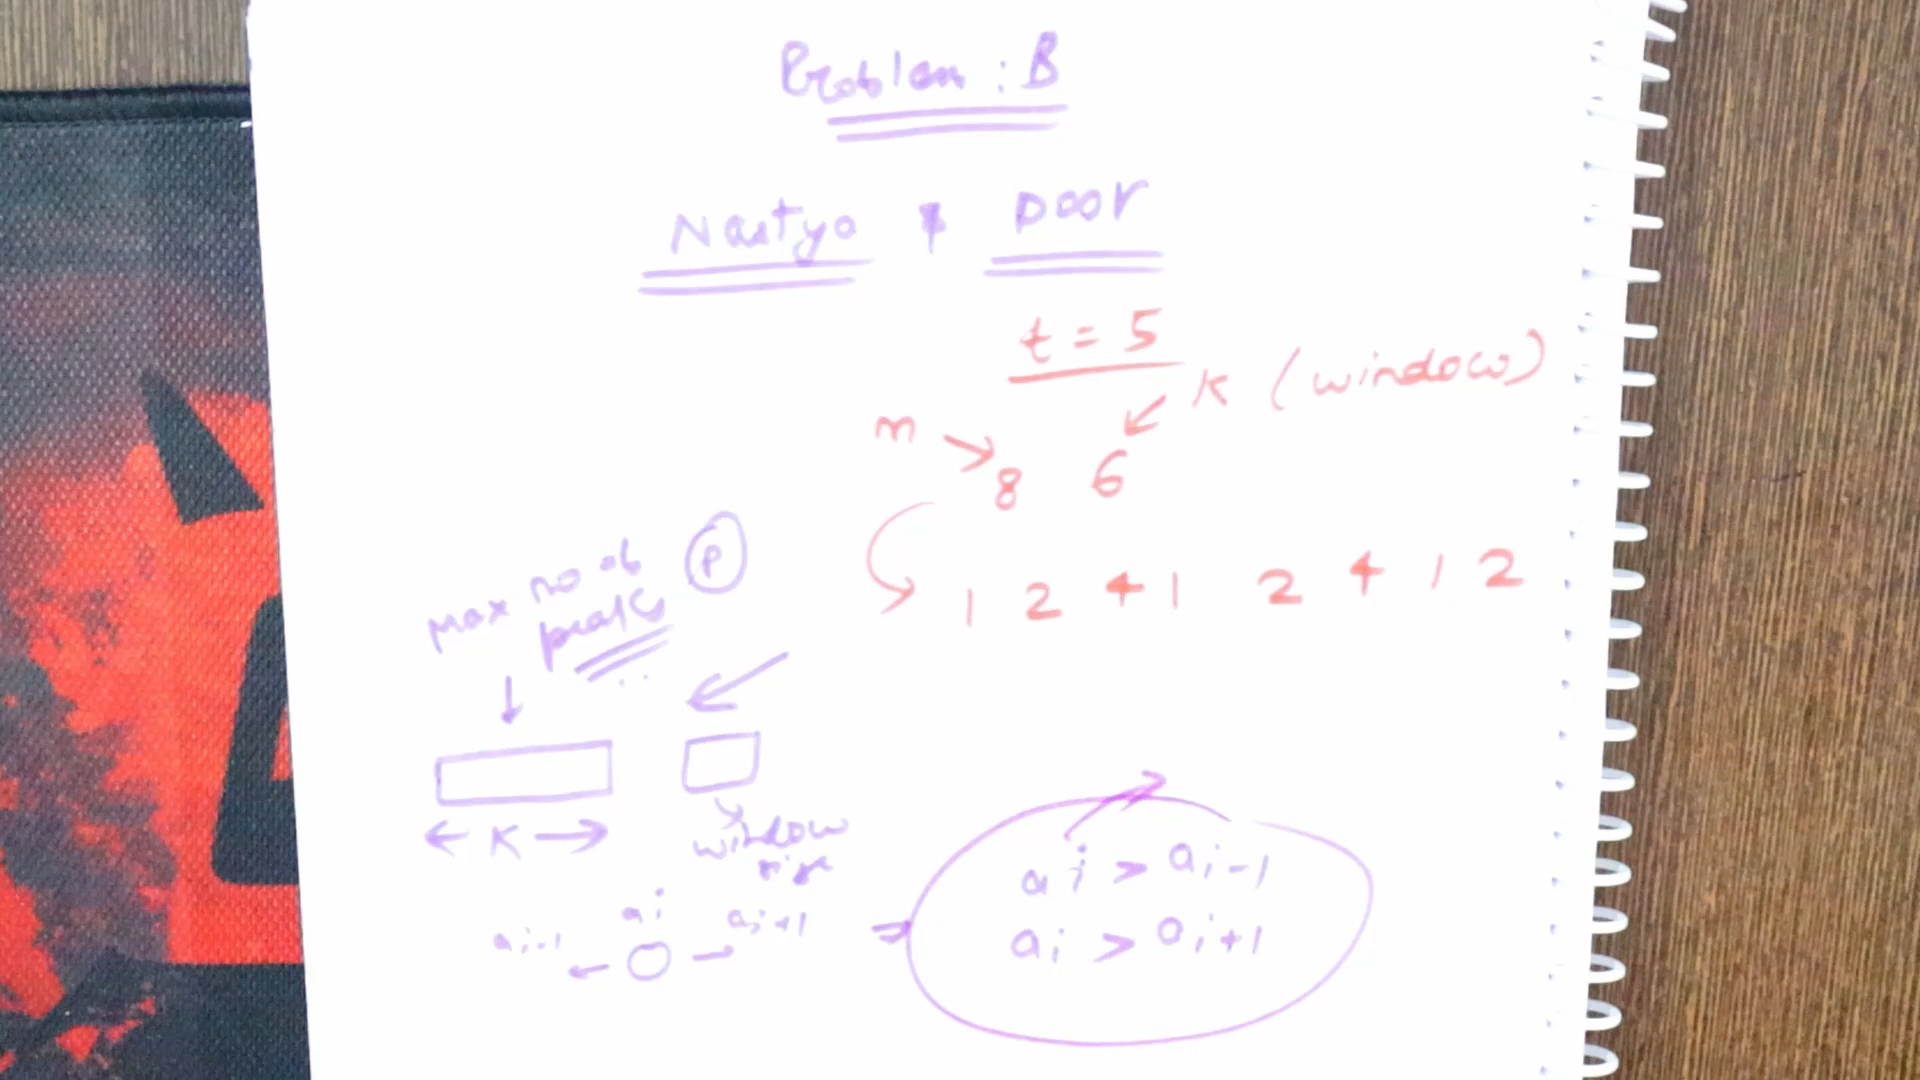 Problem : B
Nastya & Door
t = 5
K (window)
n → 8 6
1 2 4 1 2 4 1 2
Max no of peaks P
K
window size
ai-1 ai ai+1
ai > ai-1
ai > ai+1